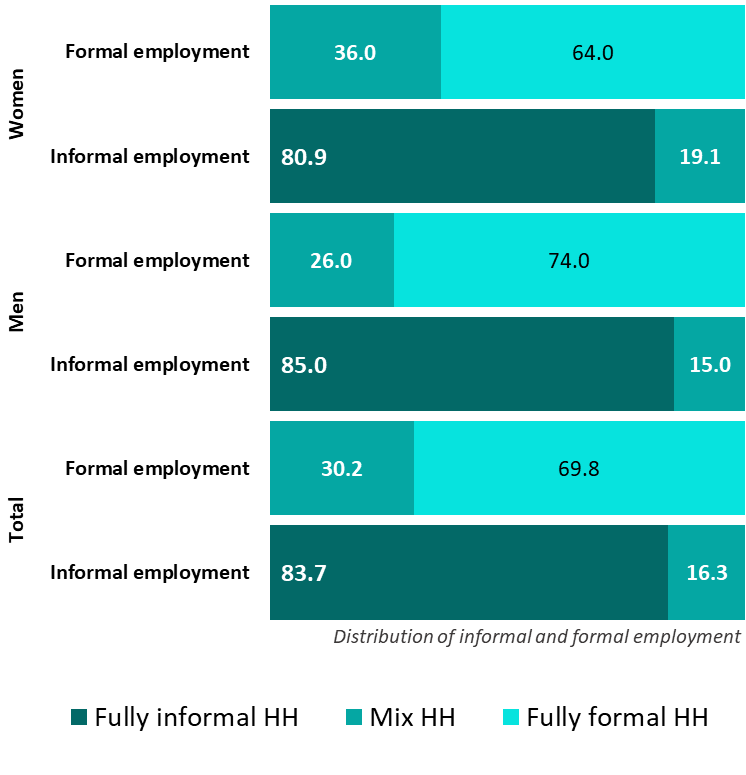 Women
Formal employment 36.0 64.0
Informal employment 80.9 19.1
Men
Formal employment 26.0 74.0
Informal employment 85.0 15.0
Total
Formal employment 30.2 69.8
Informal employment 83.7 16.3
Distribution of informal and formal employment
Fully informal HH Mix HH Fully formal HH